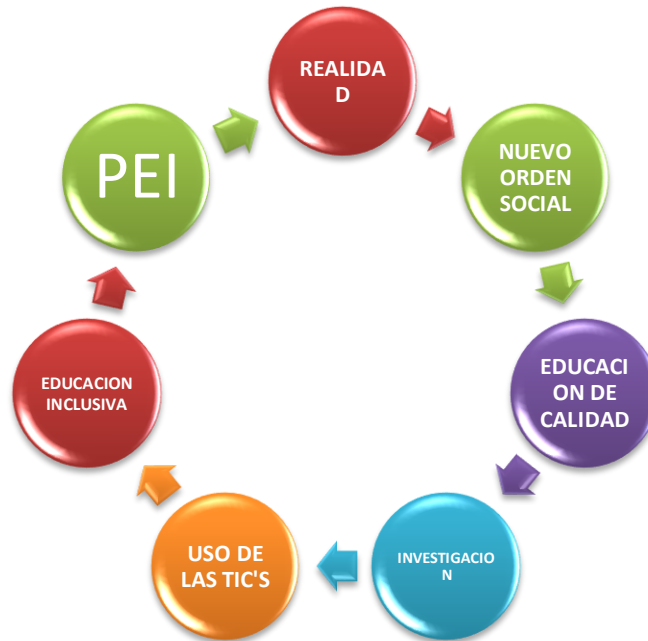 REALIDA
D
NUEVO
ORDEN
SOCIAL
EDUCACI
ON DE
CALIDAD
INVESTIGACIO
N
USO DE
LAS TIC'S
EDUCACION
INCLUSIVA
PEI